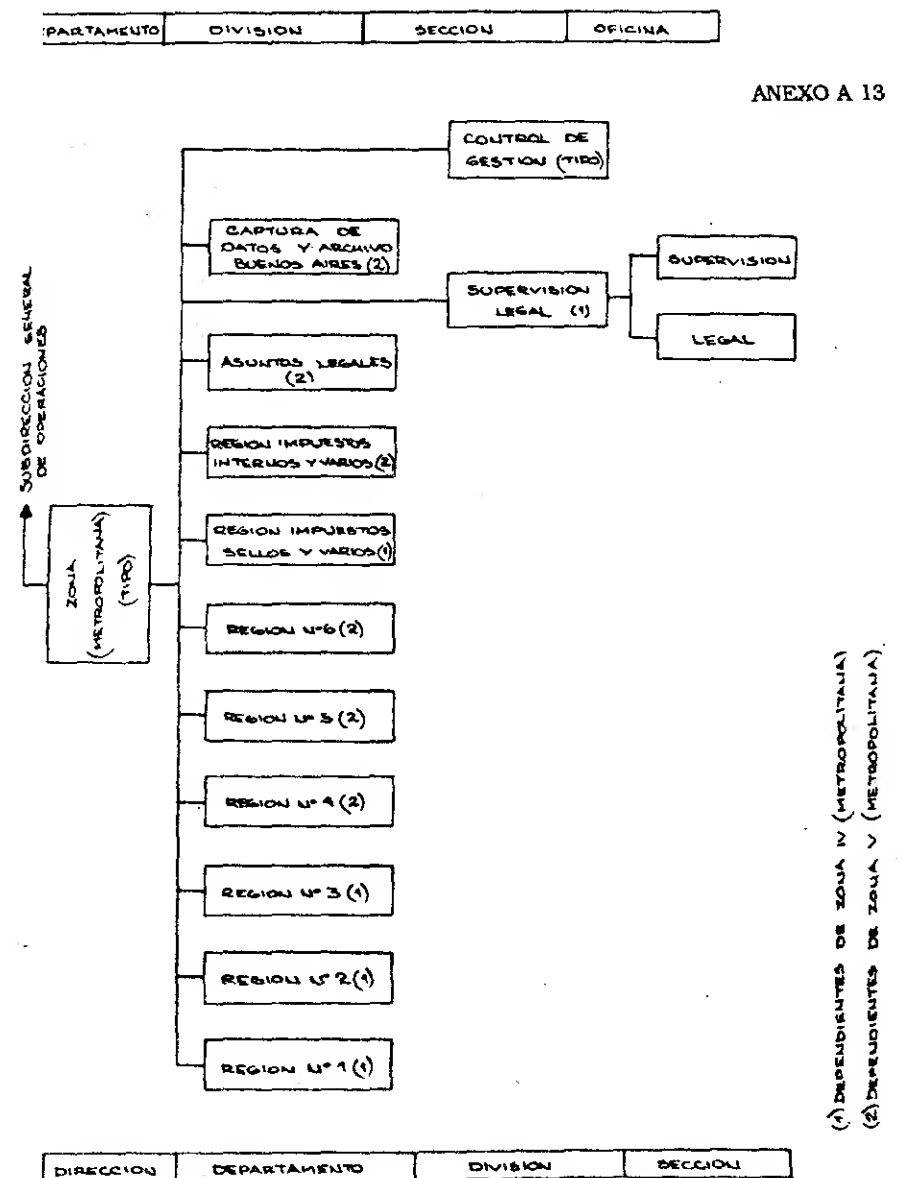 PARTAMENTO DIVISION SECCION OFICINA
ANEXO A 13
CONTROL DE
GESTION (TIPO)
CAPTURA DE
DATOS Y ARCHIVO
BUENOS AIRES (2)
SUPERVISION
LEGAL (1)
SUPERVISION
LEGAL
ASUNTOS LEGALES
(2)
REGION IMPUESTOS
INTERNOS Y VARIOS (2)
REGION IMPUESTOS
SELLOS Y VARIOS (1)
SUBDIRECCION GENERAL
DE OPERACIONES
ZONA
(METROPOLITANA)
(TIPO)
REGION Nº 6 (2)
REGION Nº 5 (2)
REGION Nº 4 (2)
REGION Nº 3 (1)
REGION Nº 2 (1)
REGION Nº 1 (1)
(1) DEPENDIENTES DE ZONA IV (METROPOLITANA)
(2) DEPENDIENTES DE ZONA V (METROPOLITANA)
DIRECCION DEPARTAMENTO DIVISION SECCION